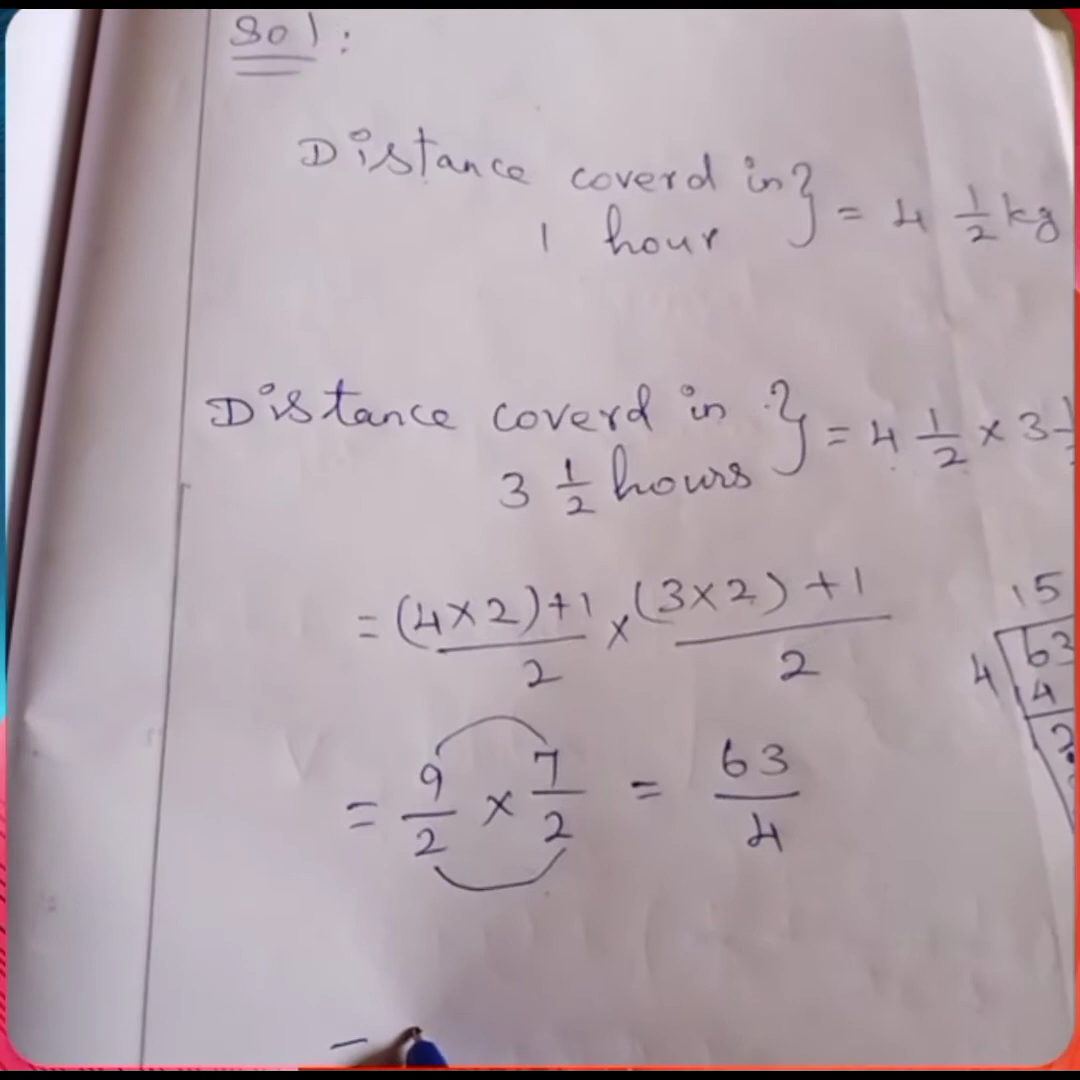 Sol :
Distance coverd in } = 4 1/2 kg
1 hour
Distance coverd in } = 4 1/2 × 3
3 1/2 hours
= (4×2)+1/2 × (3×2)+1/2
= 9/2 × 7/2 = 63/4
15
4 63
4